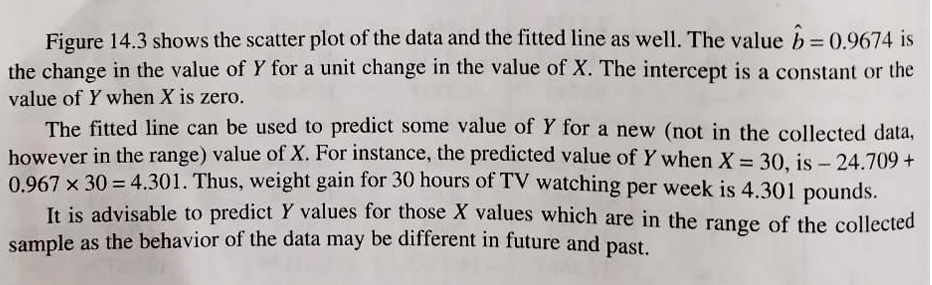 Figure 14.3 shows the scatter plot of the data and the fitted line as well. The value b̂ = 0.9674 is
the change in the value of Y for a unit change in the value of X. The intercept is a constant or the
value of Y when X is zero.
The fitted line can be used to predict some value of Y for a new (not in the collected data,
however in the range) value of X. For instance, the predicted value of Y when X = 30, is – 24.709 +
0.967 × 30 = 4.301. Thus, weight gain for 30 hours of TV watching per week is 4.301 pounds.
It is advisable to predict Y values for those X values which are in the range of the collected
sample as the behavior of the data may be different in future and past.